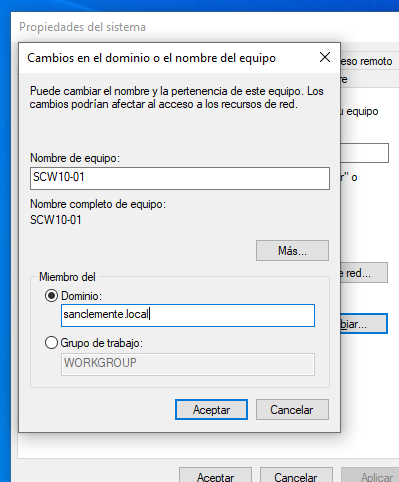 Propiedades del sistema
Cambios en el dominio o el nombre del equipo
eso remoto
re
Puede cambiar el nombre y la pertenencia de este equipo. Los
cambios podrían afectar al acceso a los recursos de red.
u equipo
Nombre de equipo:
SCW10-01
r" o
Nombre completo de equipo:
SCW10-01
Más...
e red...
Miembro del
Dominio:
sanclemente.local
biar...
Grupo de trabajo:
WORKGROUP
Aceptar
Cancelar
Aceptar
Cancelar
Aplicar